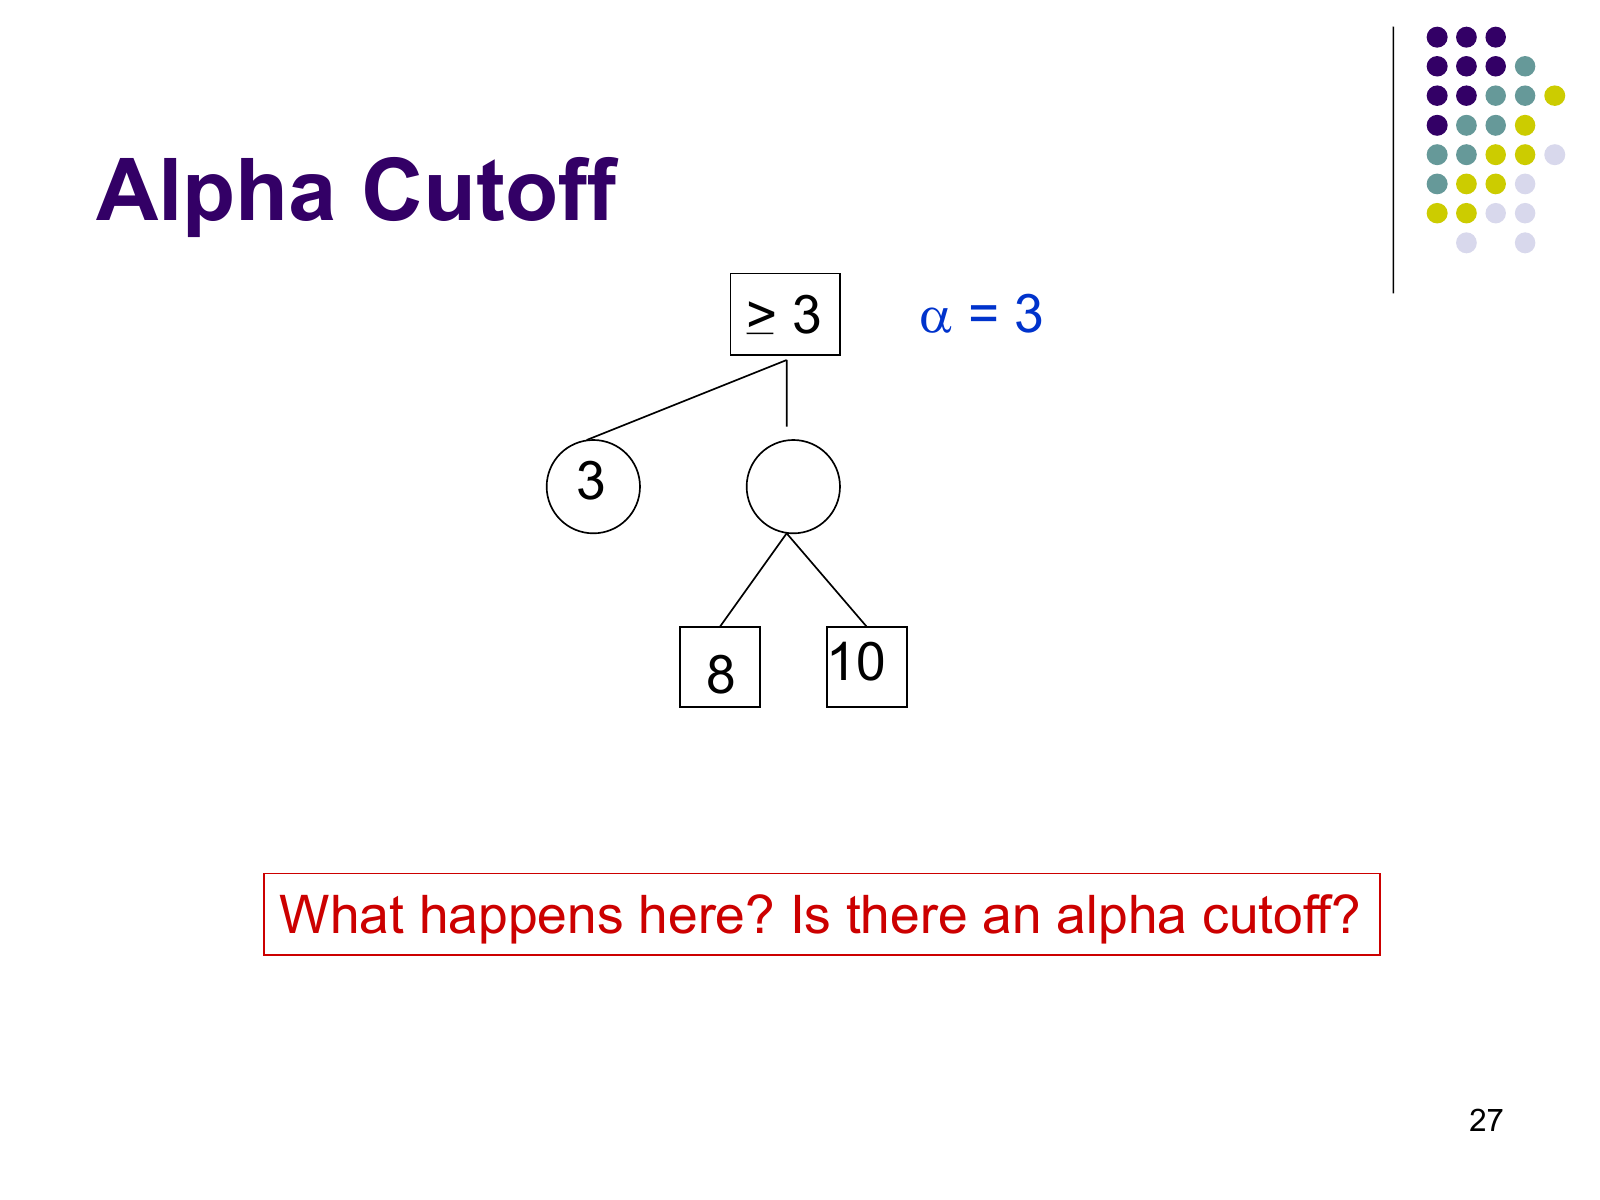 Alpha Cutoff
> 3
α = 3
3
8
10
What happens here? Is there an alpha cutoff?
27